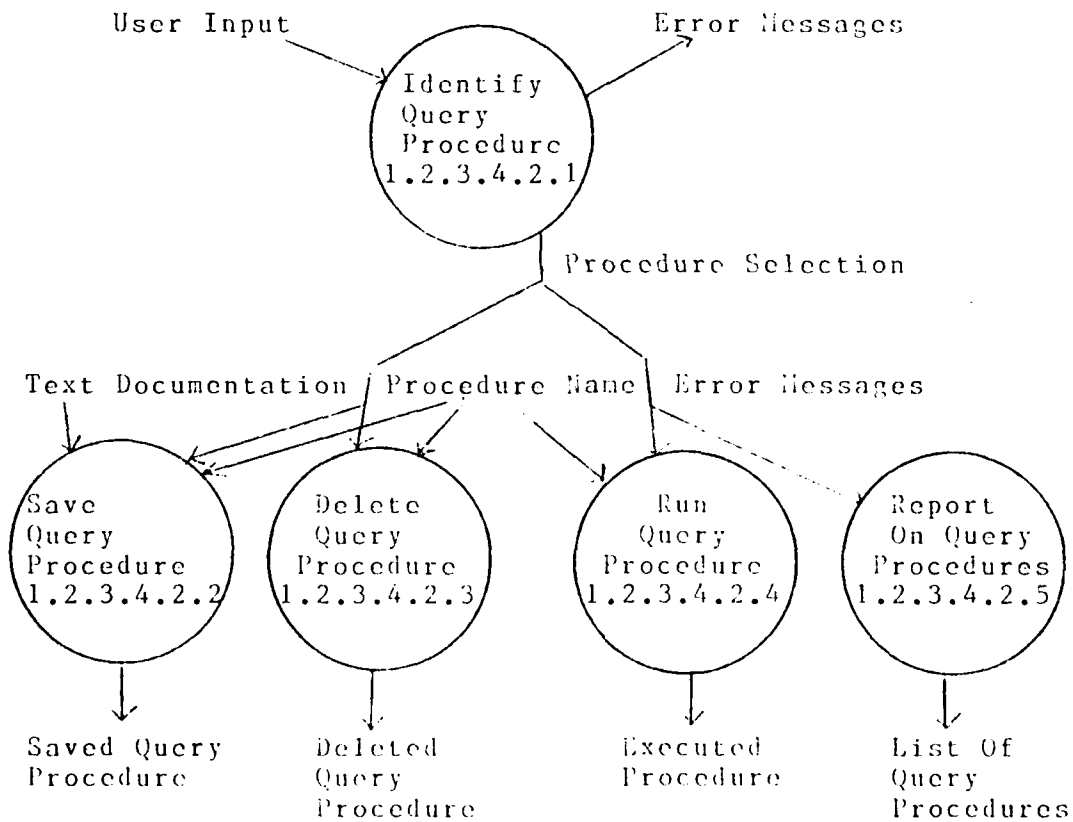 User Input
Error Messages
Identify
Query
Procedure
1.2.3.4.2.1
Procedure Selection
Text Documentation
Procedure Name
Error Messages
Save
Query
Procedure
1.2.3.4.2.2
Delete
Query
Procedure
1.2.3.4.2.3
Run
Query
Procedure
1.2.3.4.2.4
Report
On Query
Procedures
1.2.3.4.2.5
Saved Query
Procedure
Deleted
Query
Procedure
Executed
Procedure
List Of
Query
Procedures